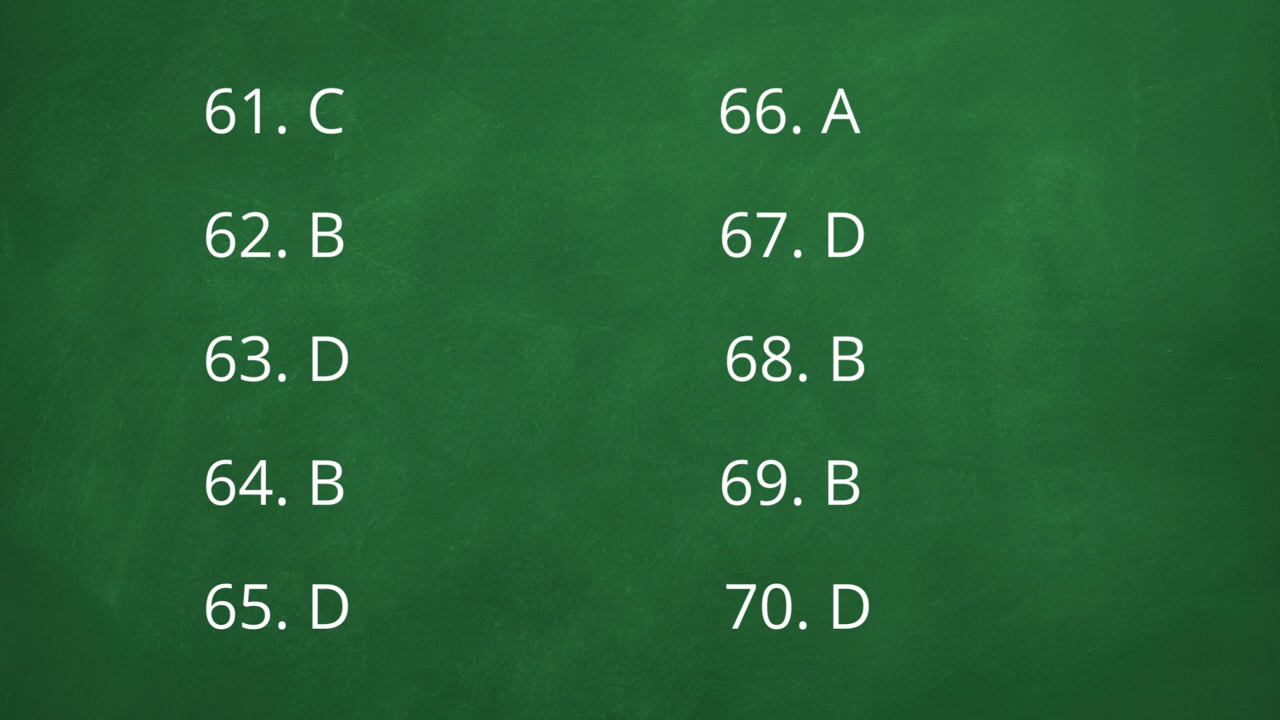 61. C
62. B
63. D
64. B
65. D
66. A
67. D
68. B
69. B
70. D